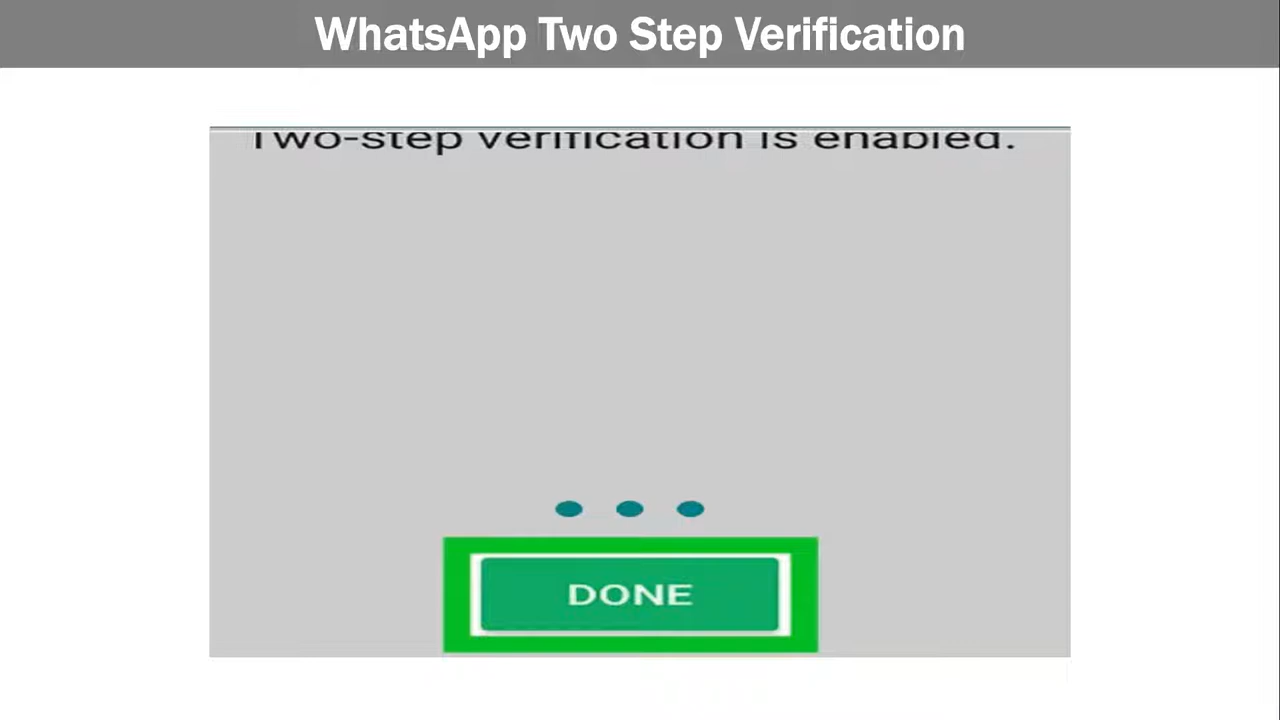 WhatsApp Two Step Verification
Two-step verification is enabled.
DONE